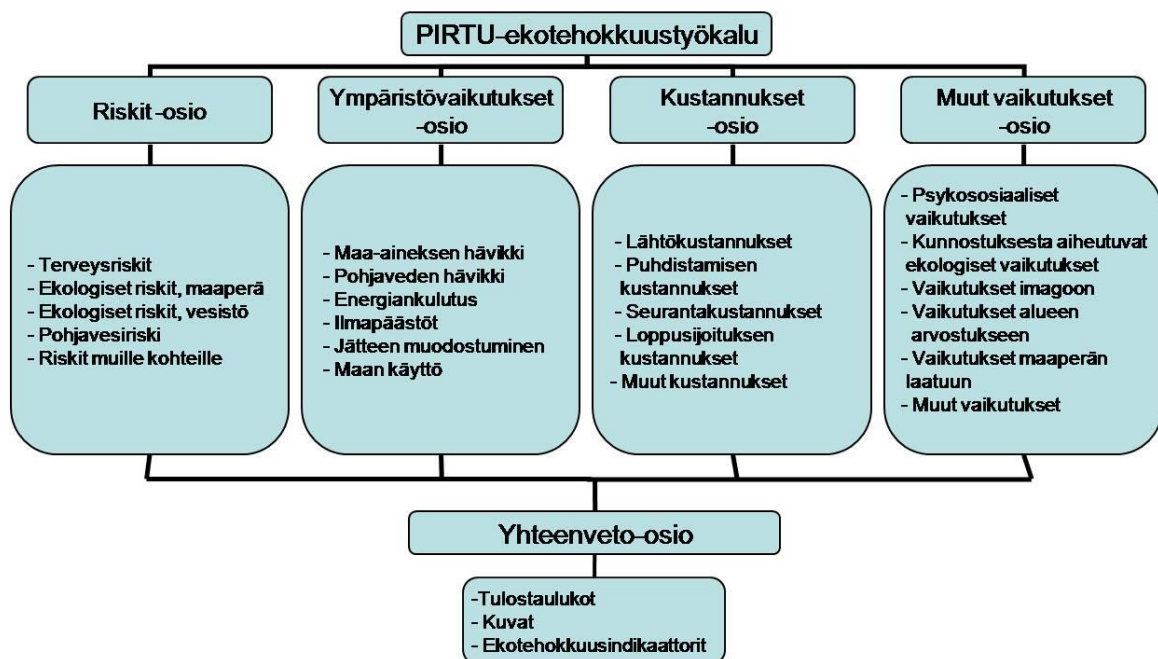 PIRTU-ekotehokkuustyökalu
Riskit -osio
Ympäristövaikutukset
-osio
Kustannukset
-osio
Muut vaikutukset
-osio
- Terveysriskit
- Ekologiset riskit, maaperä
- Ekologiset riskit, vesistö
- Pohjavesiriski
- Riskit muille kohteille
- Maa-aineksen hävikki
- Pohjaveden hävikki
- Energiankulutus
- Ilmapäästöt
- Jätteen muodostuminen
- Maan käyttö
- Lähtökustannukset
- Puhdistamisen
kustannukset
- Seurantakustannukset
- Loppusijoituksen
kustannukset
- Muut kustannukset
- Psykososiaaliset
vaikutukset
- Kunnostuksesta aiheutuvat
ekologiset vaikutukset
- Vaikutukset imagoon
- Vaikutukset alueen
arvostukseen
- Vaikutukset maaperän
laatuun
- Muut vaikutukset
Yhteenveto-osio
-Tulostaulukot
- Kuvat
- Ekotehokkuusindikaattorit